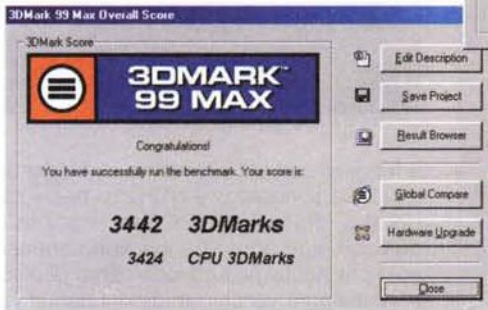 3DMark 99 Max Overall Score
3DMark Score
3DMARK™
99 MAX
Congratulations!
You have successfully run the benchmark. Your score is:
3442 3DMarks
3424 CPU 3DMarks
Edit Description
Save Project
Result Browser
Global Compare
Hardware Upgrade
Close